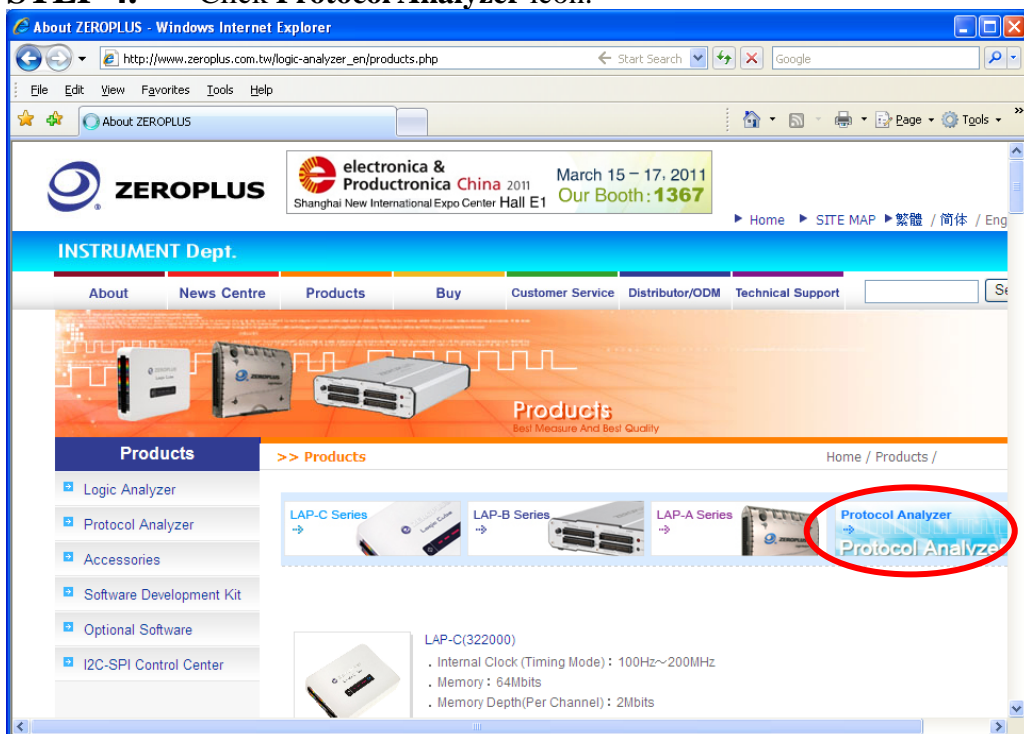 STEP 4. Click Protocol Analyzer icon.
About ZEROPLUS - Windows Internet Explorer
http://www.zeroplus.com.tw/logic-analyzer_en/products.php
Start Search
Google
File Edit View Favorites Tools Help
About ZEROPLUS
Page Tools »
ZEROPLUS
electronica &
Productronica China 2011
Shanghai New International Expo Center Hall E1
March 15 – 17, 2011
Our Booth: 1367
Home SITE MAP 繁體 / 简体 / Eng
INSTRUMENT Dept.
About News Centre Products Buy Customer Service Distributor/ODM Technical Support
Products
Best Measure And Best Quality
Products
>> Products
Home / Products /
Logic Analyzer
Protocol Analyzer
Accessories
Software Development Kit
Optional Software
I2C-SPI Control Center
LAP-C Series
LAP-B Series
LAP-A Series
Protocol Analyzer
Protocol Analyze
LAP-C(322000)
. Internal Clock (Timing Mode)：100Hz～200MHz
. Memory：64Mbits
. Memory Depth(Per Channel)：2Mbits